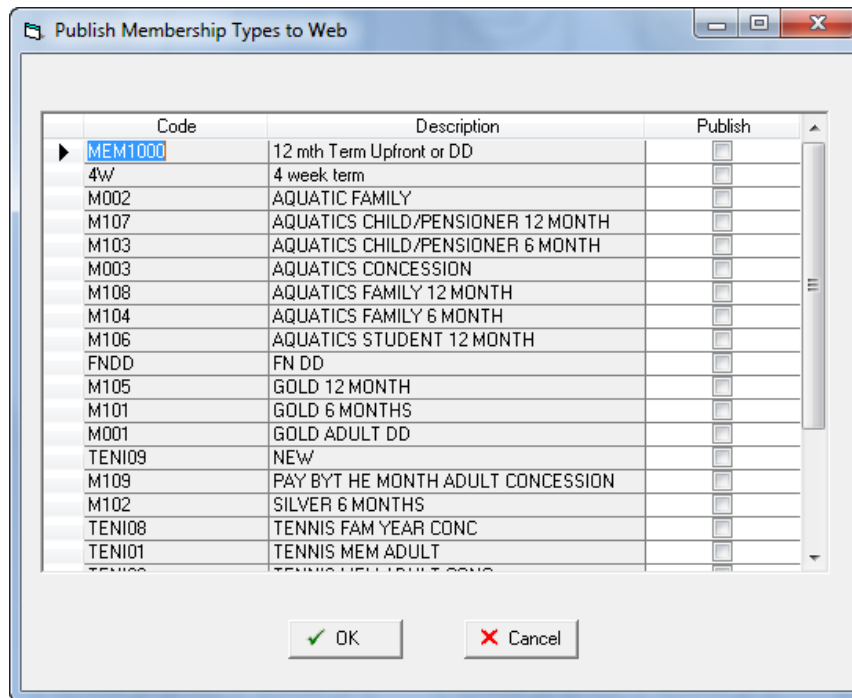 Publish Membership Types to Web
Code Description Publish
MEM1000 12 mth Term Upfront or DD
4W 4 week term
M002 AQUATIC FAMILY
M107 AQUATICS CHILD/PENSIONER 12 MONTH
M103 AQUATICS CHILD/PENSIONER 6 MONTH
M003 AQUATICS CONCESSION
M108 AQUATICS FAMILY 12 MONTH
M104 AQUATICS FAMILY 6 MONTH
M106 AQUATICS STUDENT 12 MONTH
FNDD FN DD
M105 GOLD 12 MONTH
M101 GOLD 6 MONTHS
M001 GOLD ADULT DD
TENI09 NEW
M109 PAY BYT HE MONTH ADULT CONCESSION
M102 SILVER 6 MONTHS
TENI08 TENNIS FAM YEAR CONC
TENI01 TENNIS MEM ADULT
OK Cancel